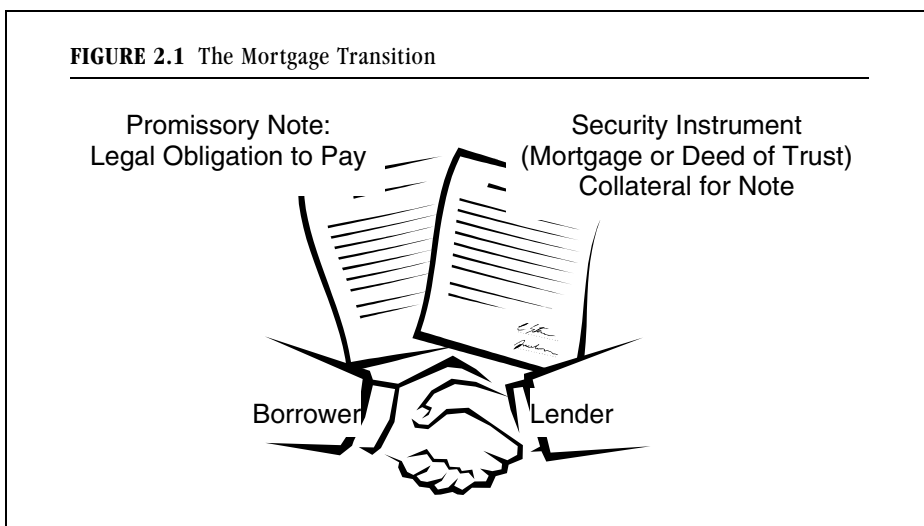 FIGURE 2.1 The Mortgage Transition
Promissory Note:
Legal Obligation to Pay
Security Instrument
(Mortgage or Deed of Trust)
Collateral for Note
Borrower
Lender